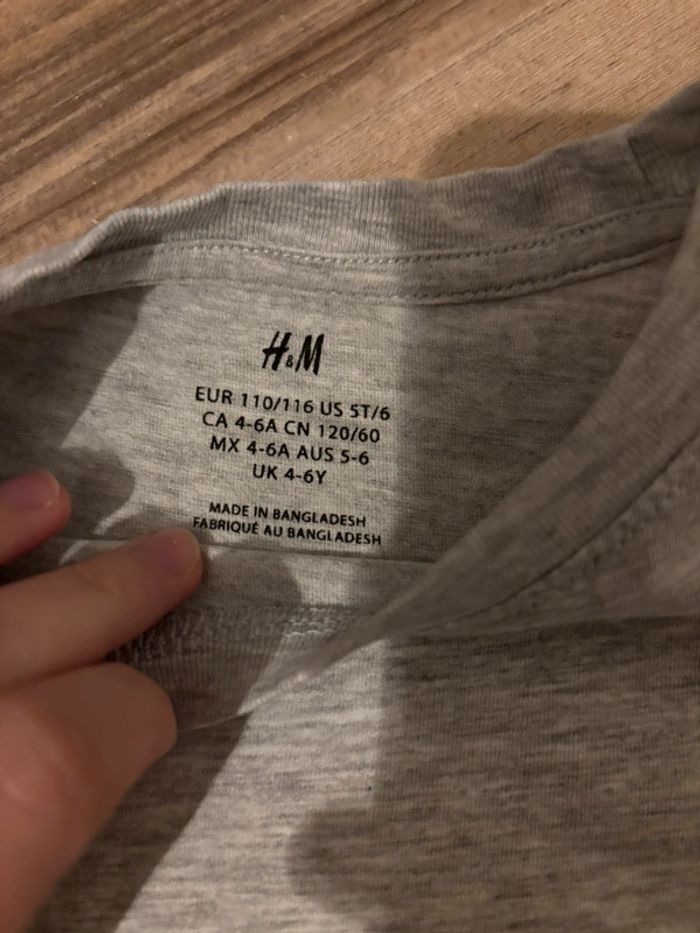 H&M
EUR 110/116 US 5T/6
CA 4-6A CN 120/60
MX 4-6A AUS 5-6
UK 4-6Y
MADE IN BANGLADESH
FABRIQUÉ AU BANGLADESH